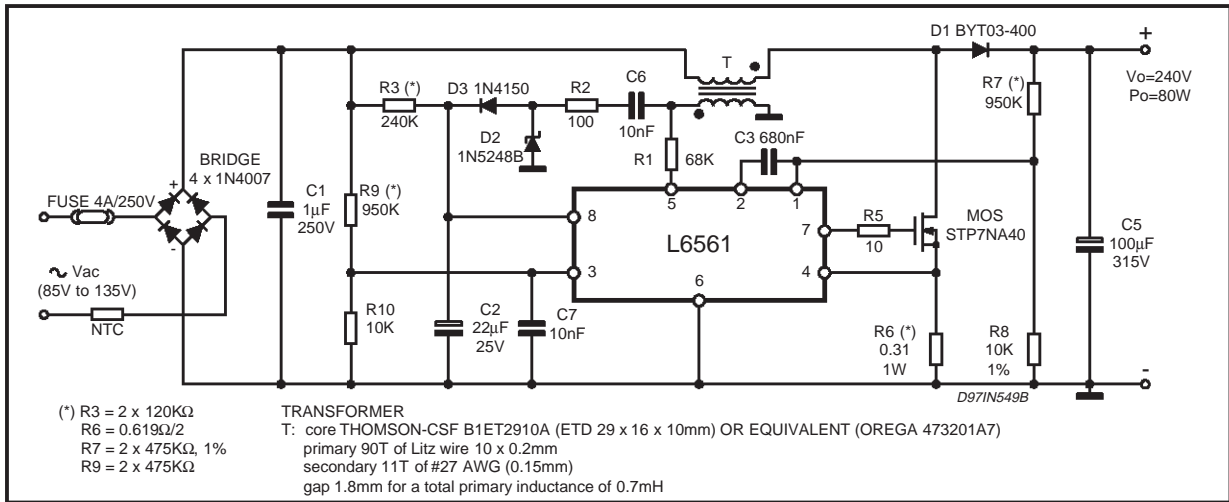 D1 BYT03-400
+
T
R3 (*)
240K
D3 1N4150
R2
100
C6
10nF
R7 (*)
950K
Vo=240V
Po=80W
D2
1N5248B
C3 680nF
R1
68K
BRIDGE
4 x 1N4007
+
-
FUSE 4A/250V
C1
1µF
250V
R9 (*)
950K
5
2
1
8
3
L6561
7
4
6
R5
10
MOS
STP7NA40
C5
100µF
315V
Vac
(85V to 135V)
NTC
R10
10K
C2
22µF
25V
C7
10nF
R6 (*)
0.31
1W
R8
10K
1%
-
D97IN549B
(*) R3 = 2 x 120KΩ
R6 = 0.619Ω/2
R7 = 2 x 475KΩ, 1%
R9 = 2 x 475KΩ
TRANSFORMER
T: core THOMSON-CSF B1ET2910A (ETD 29 x 16 x 10mm) OR EQUIVALENT (OREGA 473201A7)
primary 90T of Litz wire 10 x 0.2mm
secondary 11T of #27 AWG (0.15mm)
gap 1.8mm for a total primary inductance of 0.7mH